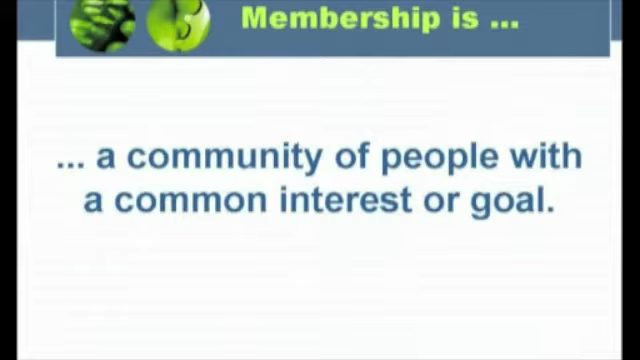 Membership is ...
... a community of people with
a common interest or goal.